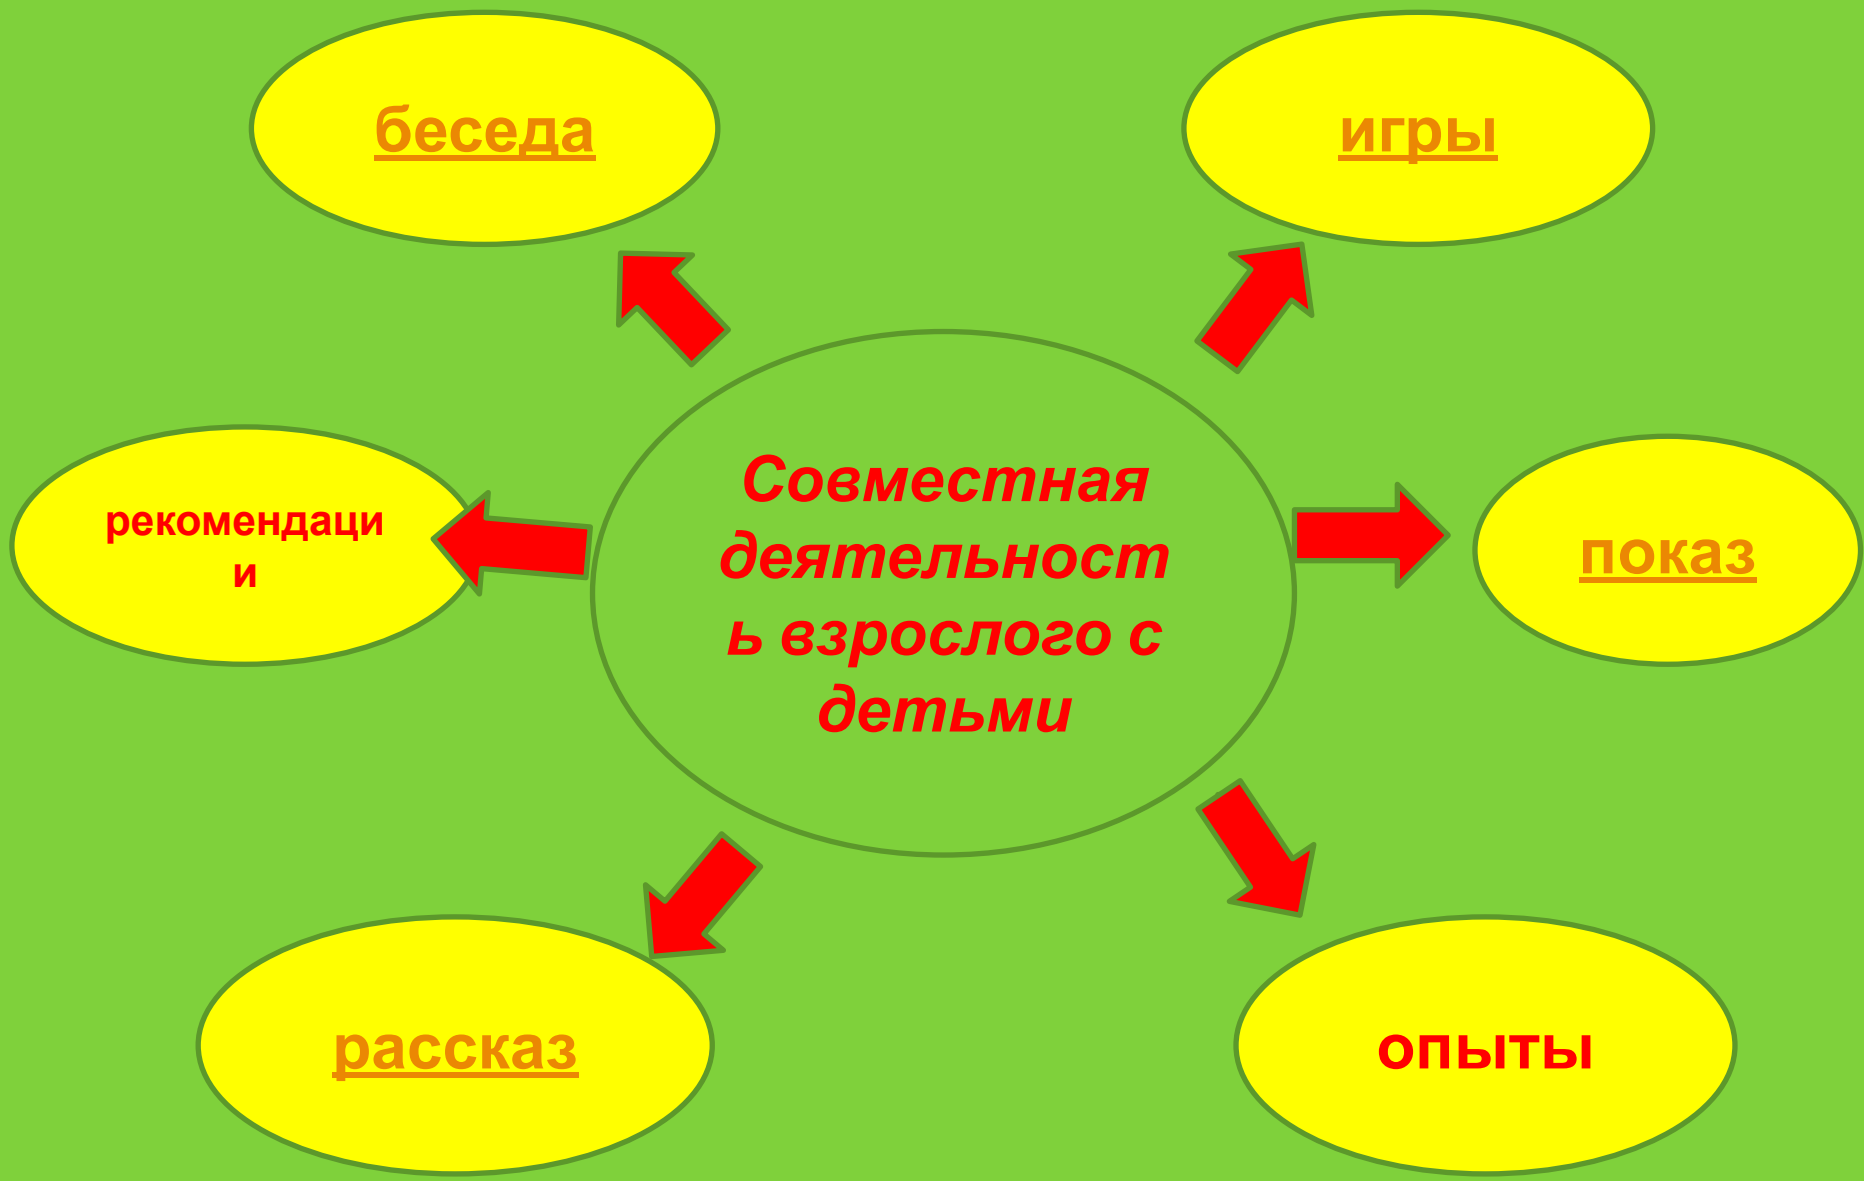 беседа
игры
Совместная
деятельност
ь взрослого с
детьми
рекомендаци
и
показ
рассказ
опыты